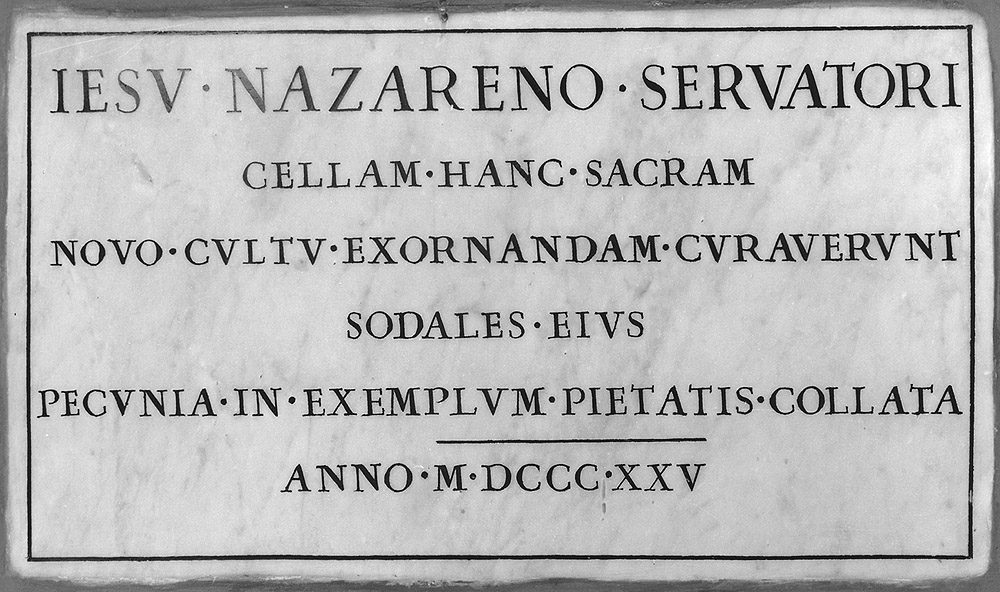 IESV · NAZARENO · SERVATORI
CELLAM · HANC · SACRAM
NOVO · CVLTV · EXORNANDAM · CVRAVERVNT
SODALES · EIVS
PECVNIA · IN · EXEMPLVM · PIETATIS · COLLATA
ANNO · M · DCCC · XXV